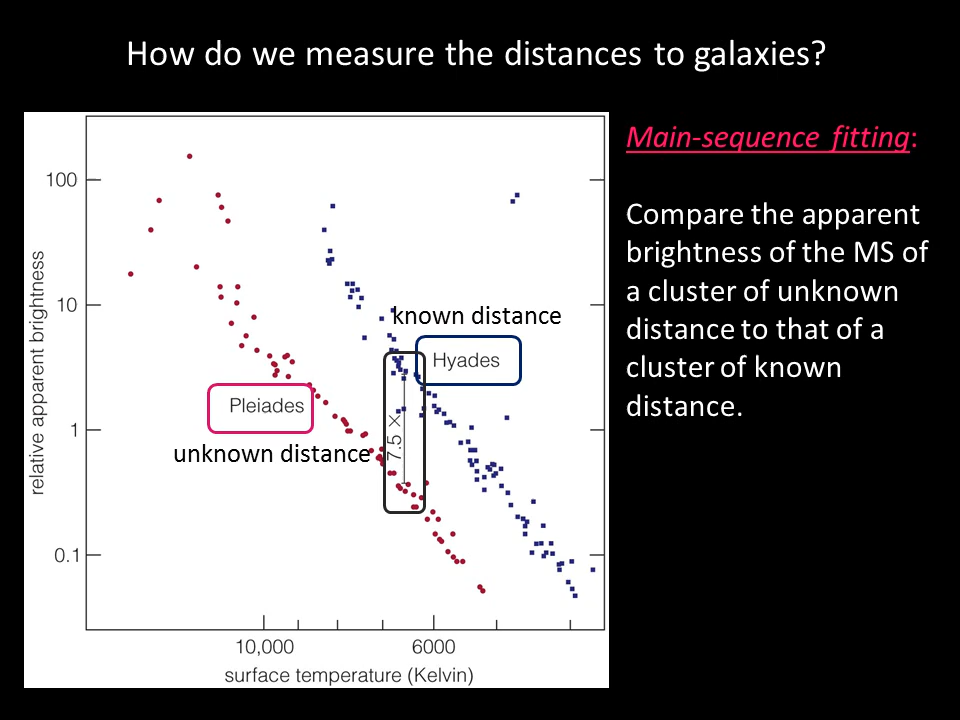 How do we measure the distances to galaxies?
Main-sequence fitting:
Compare the apparent
brightness of the MS of
a cluster of unknown
distance to that of a
cluster of known
distance.
relative apparent brightness
100
10
1
0.1
known distance
Hyades
Pleiades
unknown distance
7.5 ×
10,000
6000
surface temperature (Kelvin)